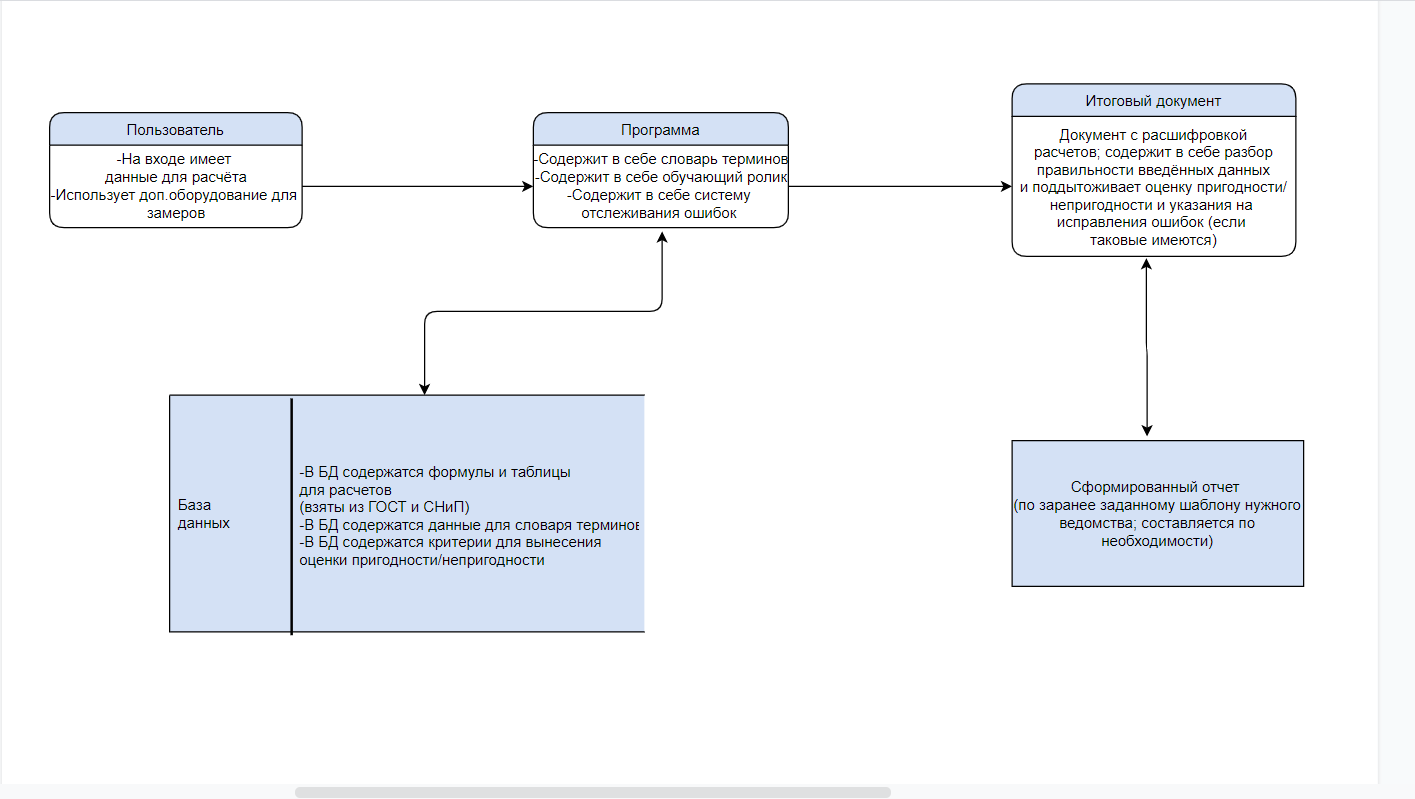 Пользователь
-На входе имеет
данные для расчёта
-Использует доп.оборудование для
замеров
Программа
-Содержит в себе словарь терминов
-Содержит в себе обучающий ролик
-Содержит в себе систему
отслеживания ошибок
Итоговый документ
Документ с расшифровкой
расчетов; содержит в себе разбор
правильности введённых данных
и поддытоживает оценку пригодности/
непригодности и указания на
исправления ошибок (если
таковые имеются)
База
данных
-В БД содержатся формулы и таблицы
для расчетов
(взяты из ГОСТ и СНиП)
-В БД содержатся данные для словаря терминов
-В БД содержатся критерии для вынесения
оценки пригодности/непригодности
Сформированный отчет
(по заранее заданному шаблону нужного
ведомства; составляется по
необходимости)